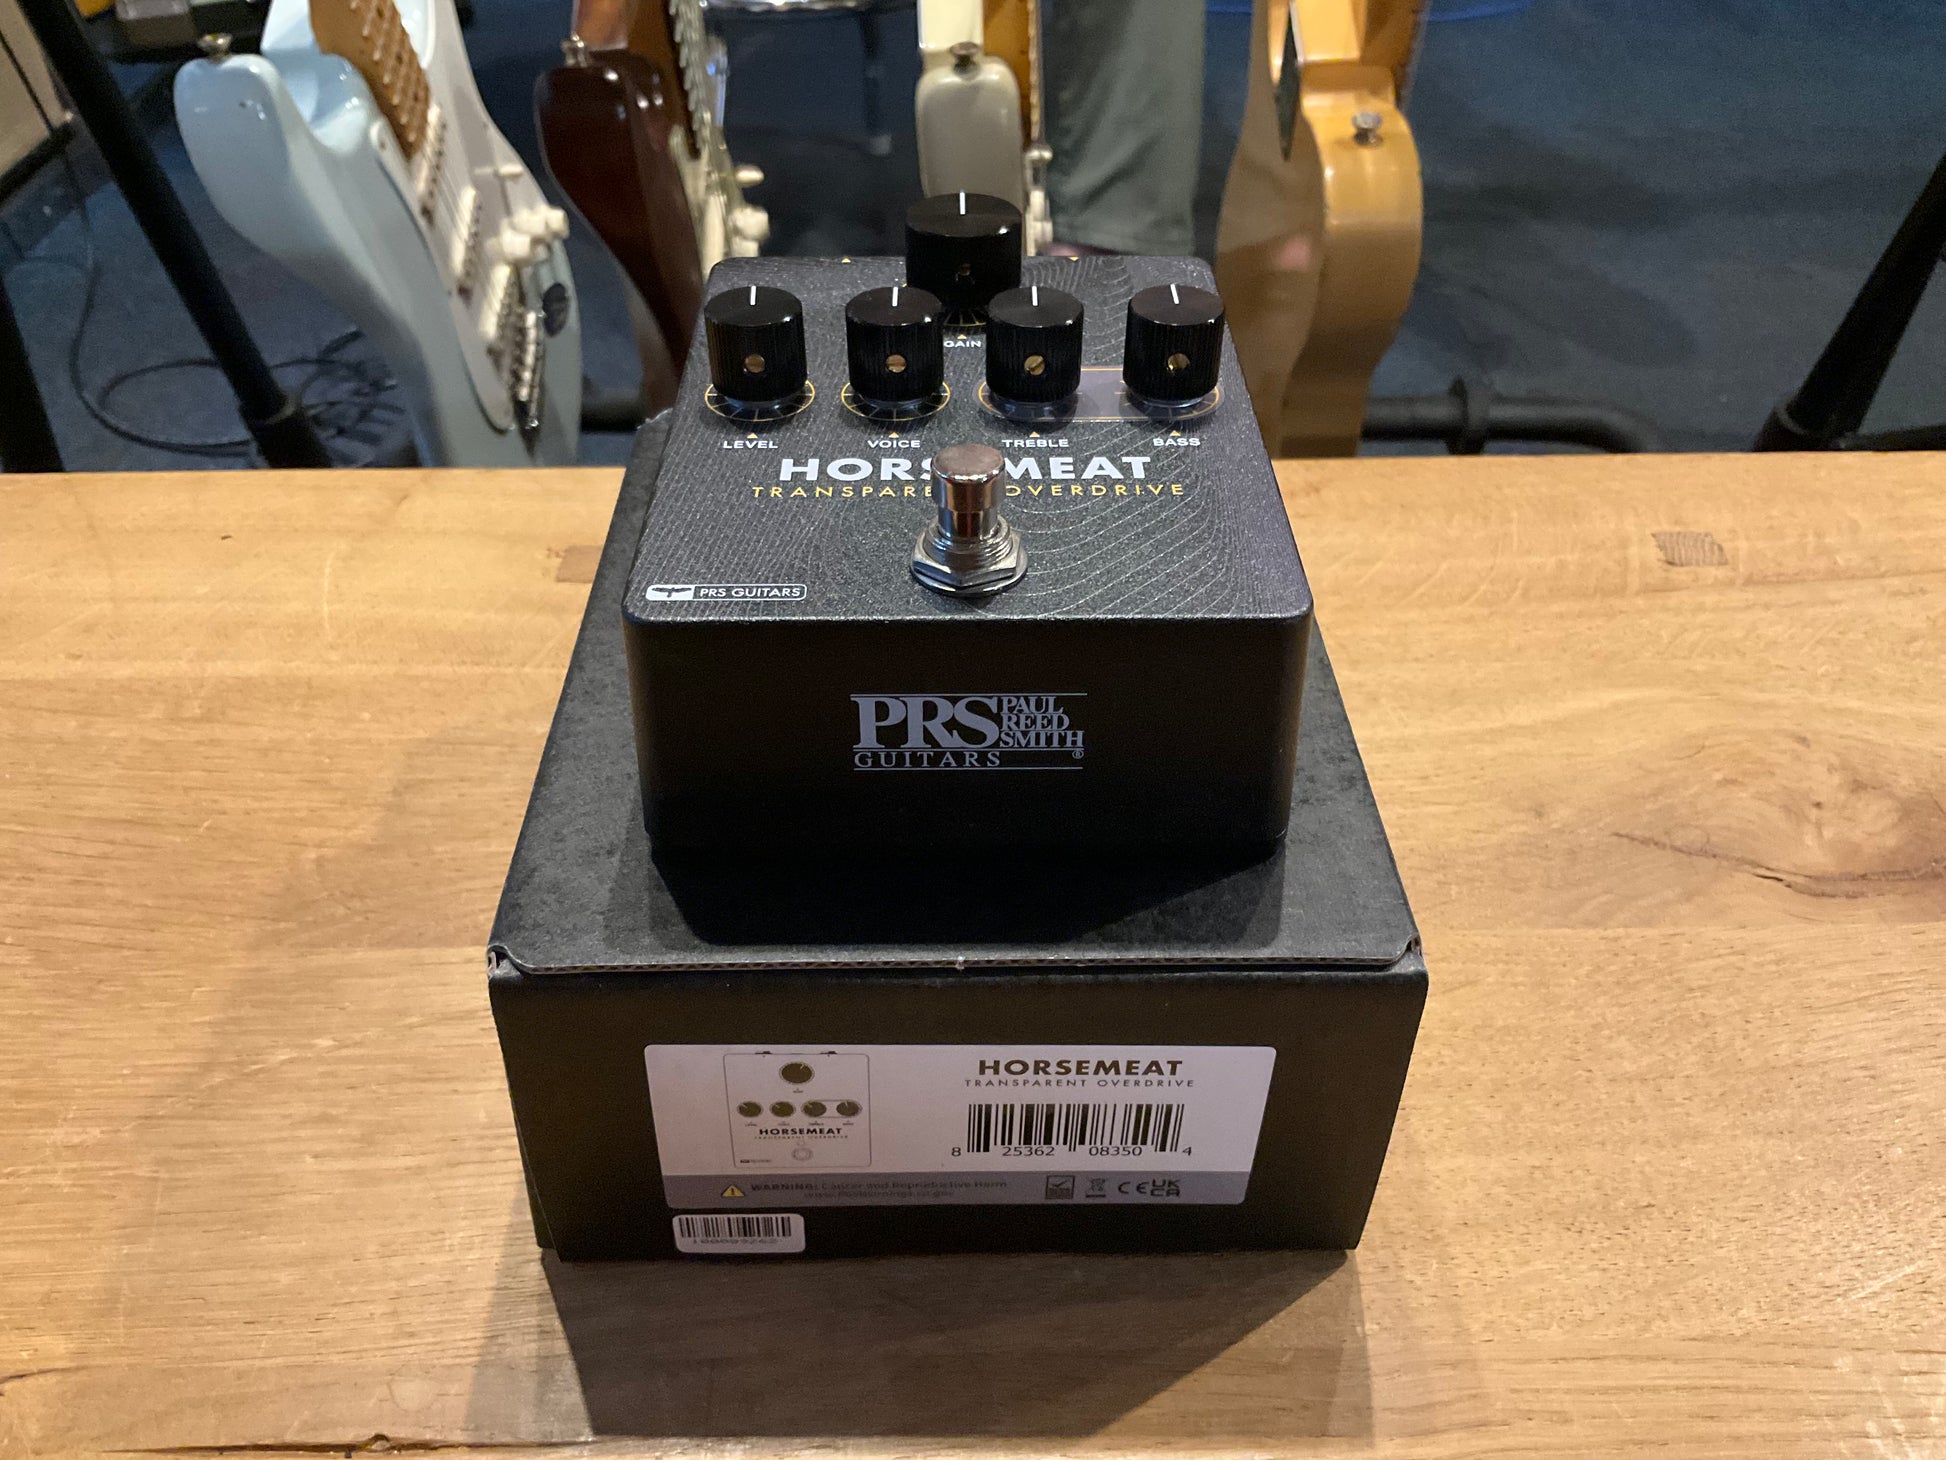 GAIN
LEVEL VOICE TREBLE BASS
HORSEMEAT
TRANSPARENT OVERDRIVE
PRS GUITARS
PRS PAUL
REED
SMITH
GUITARS ®
HORSEMEAT
TRANSPARENT OVERDRIVE
HORSEMEAT
TRANSPARENT OVERDRIVE
8 25362 08350 4
WARNING: Cancer and Reproductive Harm
CE UK
CA